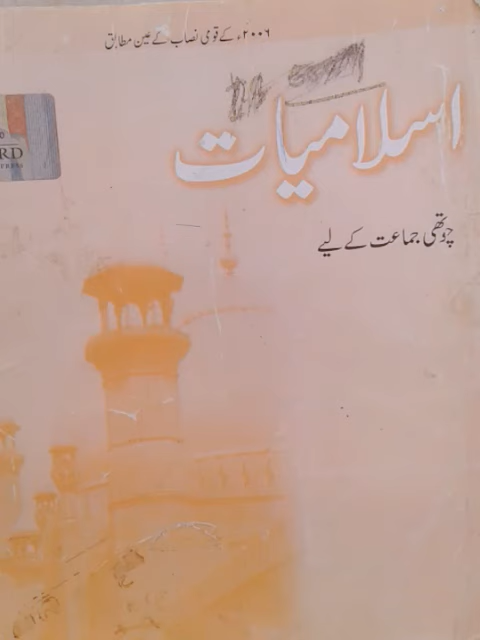 ۲۰۰۶ء کے قومی نصاب کے عین مطابق
اسلامیات
چوتھی جماعت کے لیے